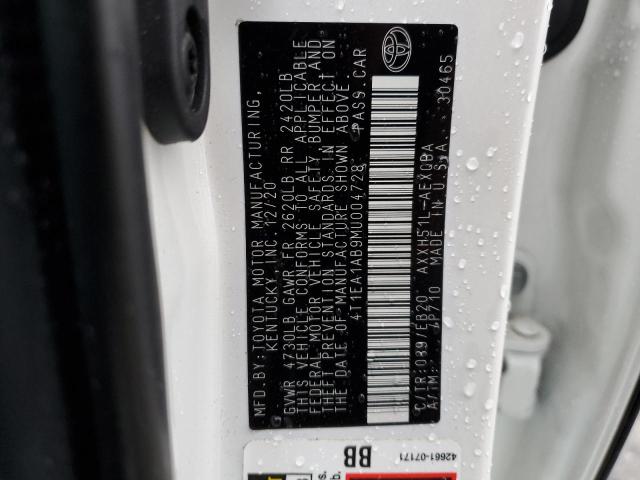 MFD.BY: TOYOTA MOTOR MANUFACTURING,
KENTUCKY, INC. 12/20
GVWR 4730LB GAWR FR 2620LB RR 2420LB
THIS VEHICLE CONFORMS TO ALL APPLICABLE
FEDERAL MOTOR VEHICLE SAFETY, BUMPER, AND
THEFT PREVENTION STANDARDS IN EFFECT ON
THE DATE OF MANUFACTURE SHOWN ABOVE.
4T1EA1AB9MU004728 PASS.CAR
C/TR:089/EB20 AXXH51L-AEXGBA
A/TM: /P710 MADE IN U.S.A. 30465
42661-07171
BB